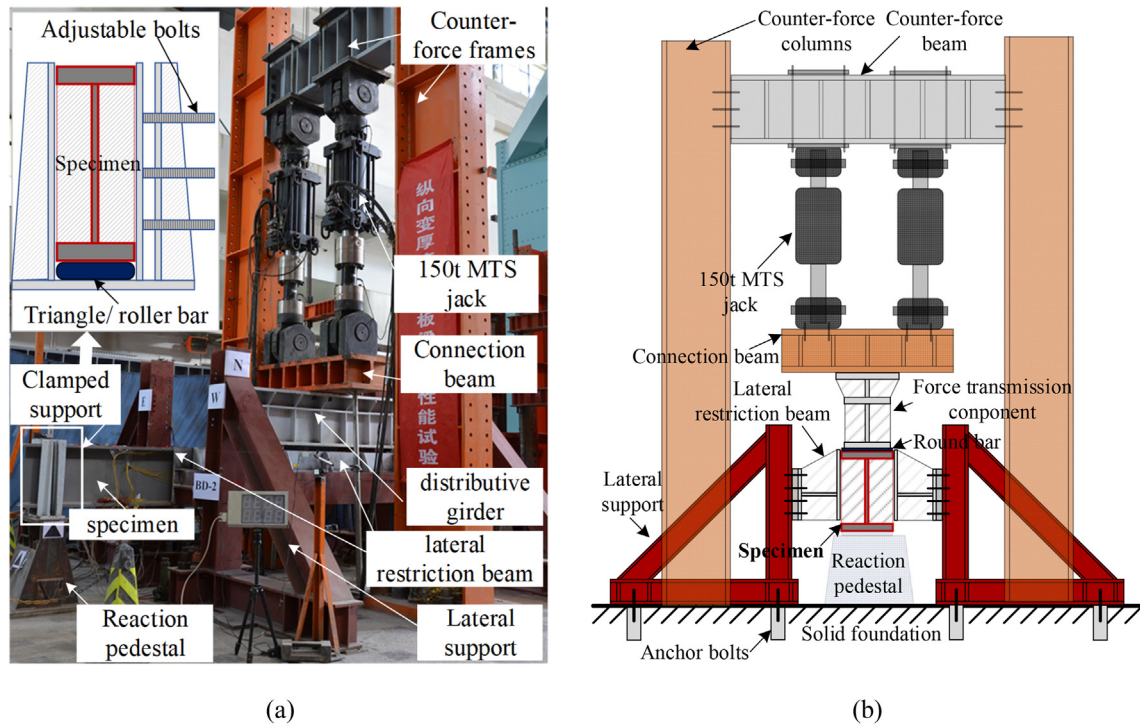 Adjustable bolts
Specimen
Triangle/ roller bar
Clamped
support
Counter-
force frames
纵向变厚
板
性能试验
150t MTS
jack
Connection
beam
N
W
E
BD-2
distributive
girder
specimen
lateral
restriction beam
Reaction
pedestal
Lateral
support
(a)
Counter-force
columns
Counter-force
beam
150t MTS
jack
Connection beam
Lateral
restriction beam
Force transmission
conponent
Round bar
Lateral
support
Specimen
Reaction
pedestal
Anchor bolts
Solid foundation
(b)